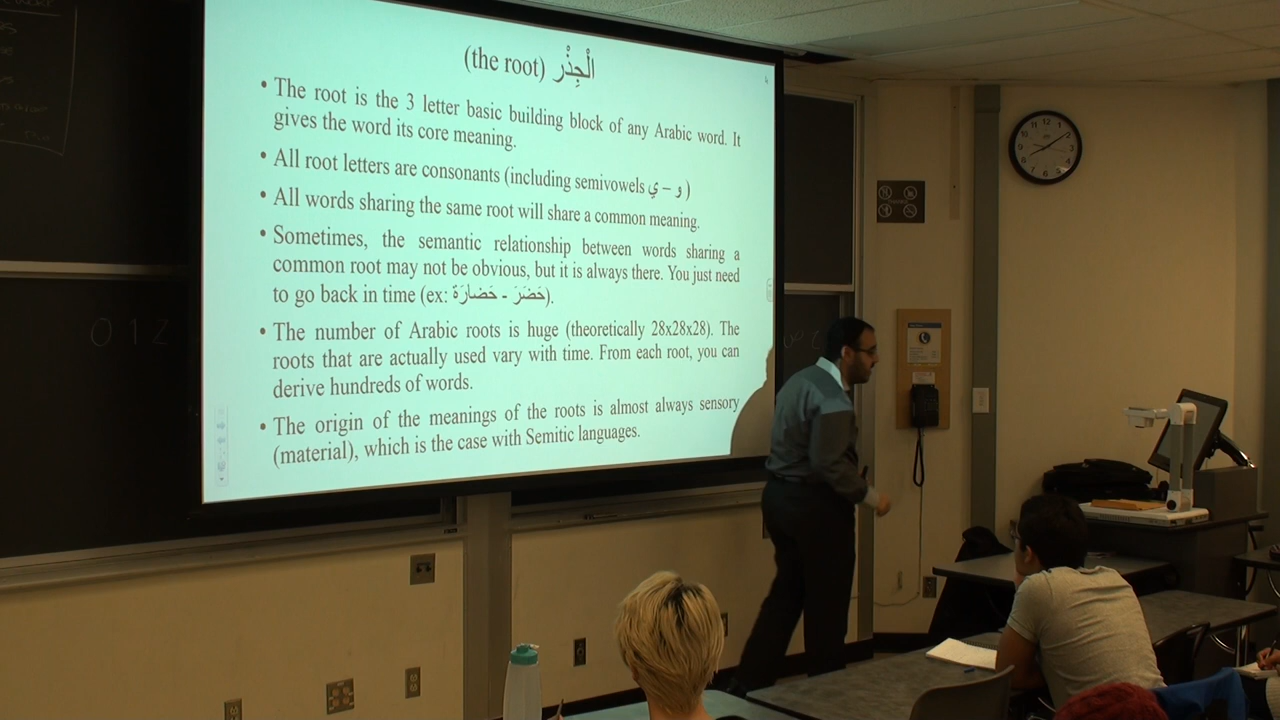 (the root) الْجِذْر
• The root is the 3 letter basic building block of any Arabic word. It
gives the word its core meaning.
• All root letters are consonants (including semivowels و – ي )
• All words sharing the same root will share a common meaning.
• Sometimes, the semantic relationship between words sharing a
common root may not be obvious, but it is always there. You just need
to go back in time (ex: حَضَرَ - حَضارَة).
• The number of Arabic roots is huge (theoretically 28x28x28). The
roots that are actually used vary with time. From each root, you can
derive hundreds of words.
• The origin of the meanings of the roots is almost always sensory
(material), which is the case with Semitic languages.
0 1 2